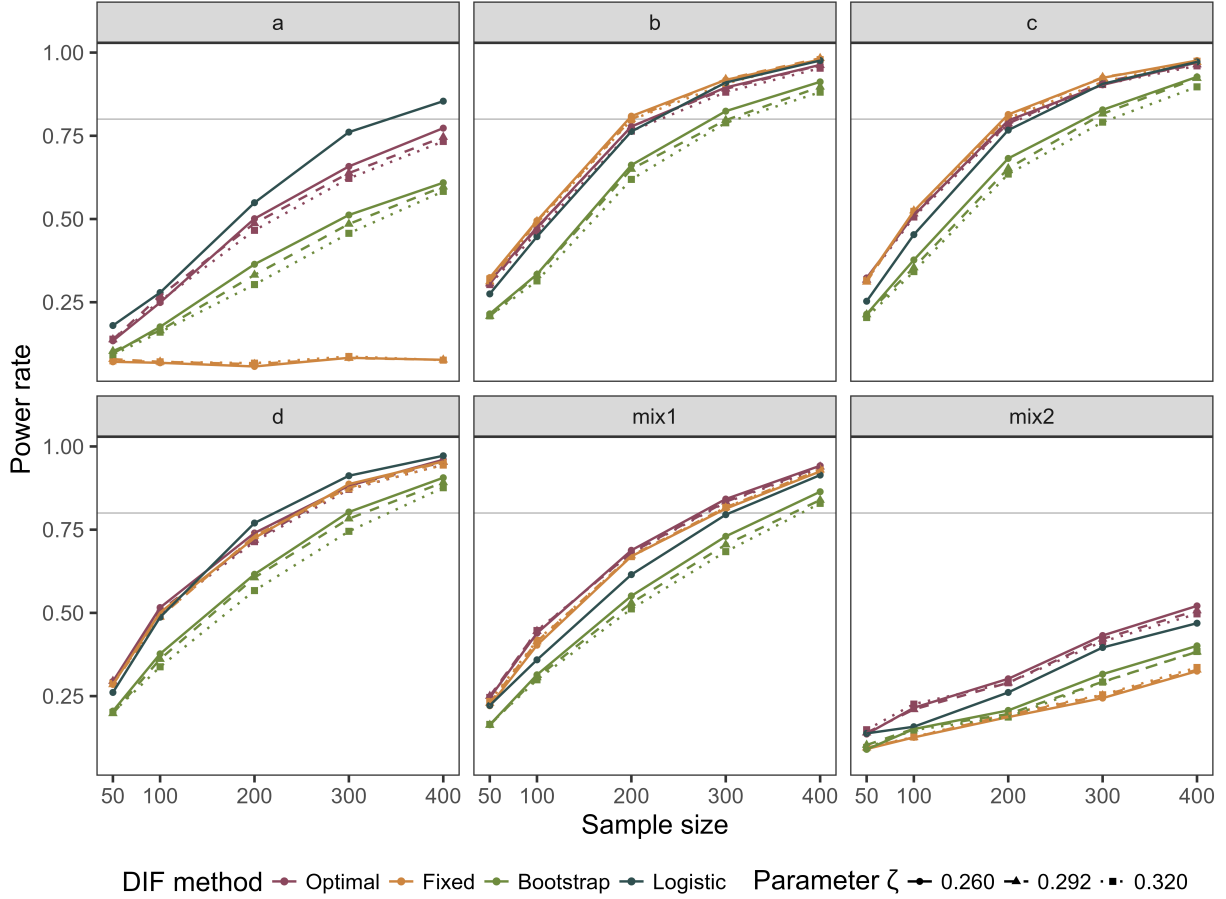 a b c
1.00
0.75
0.50
0.25
d mix1 mix2
1.00
0.75
0.50
0.25
Power rate
50 100 200 300 400 50 100 200 300 400 50 100 200 300 400
Sample size
DIF method Optimal Fixed Bootstrap Logistic Parameter ζ 0.260 0.292 0.320